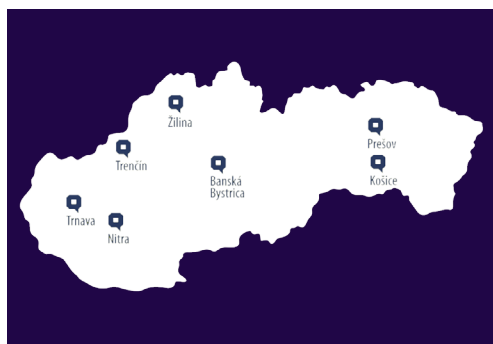 Žilina
Prešov
Trenčín
Košice
Banská
Bystrica
Trnava
Nitra